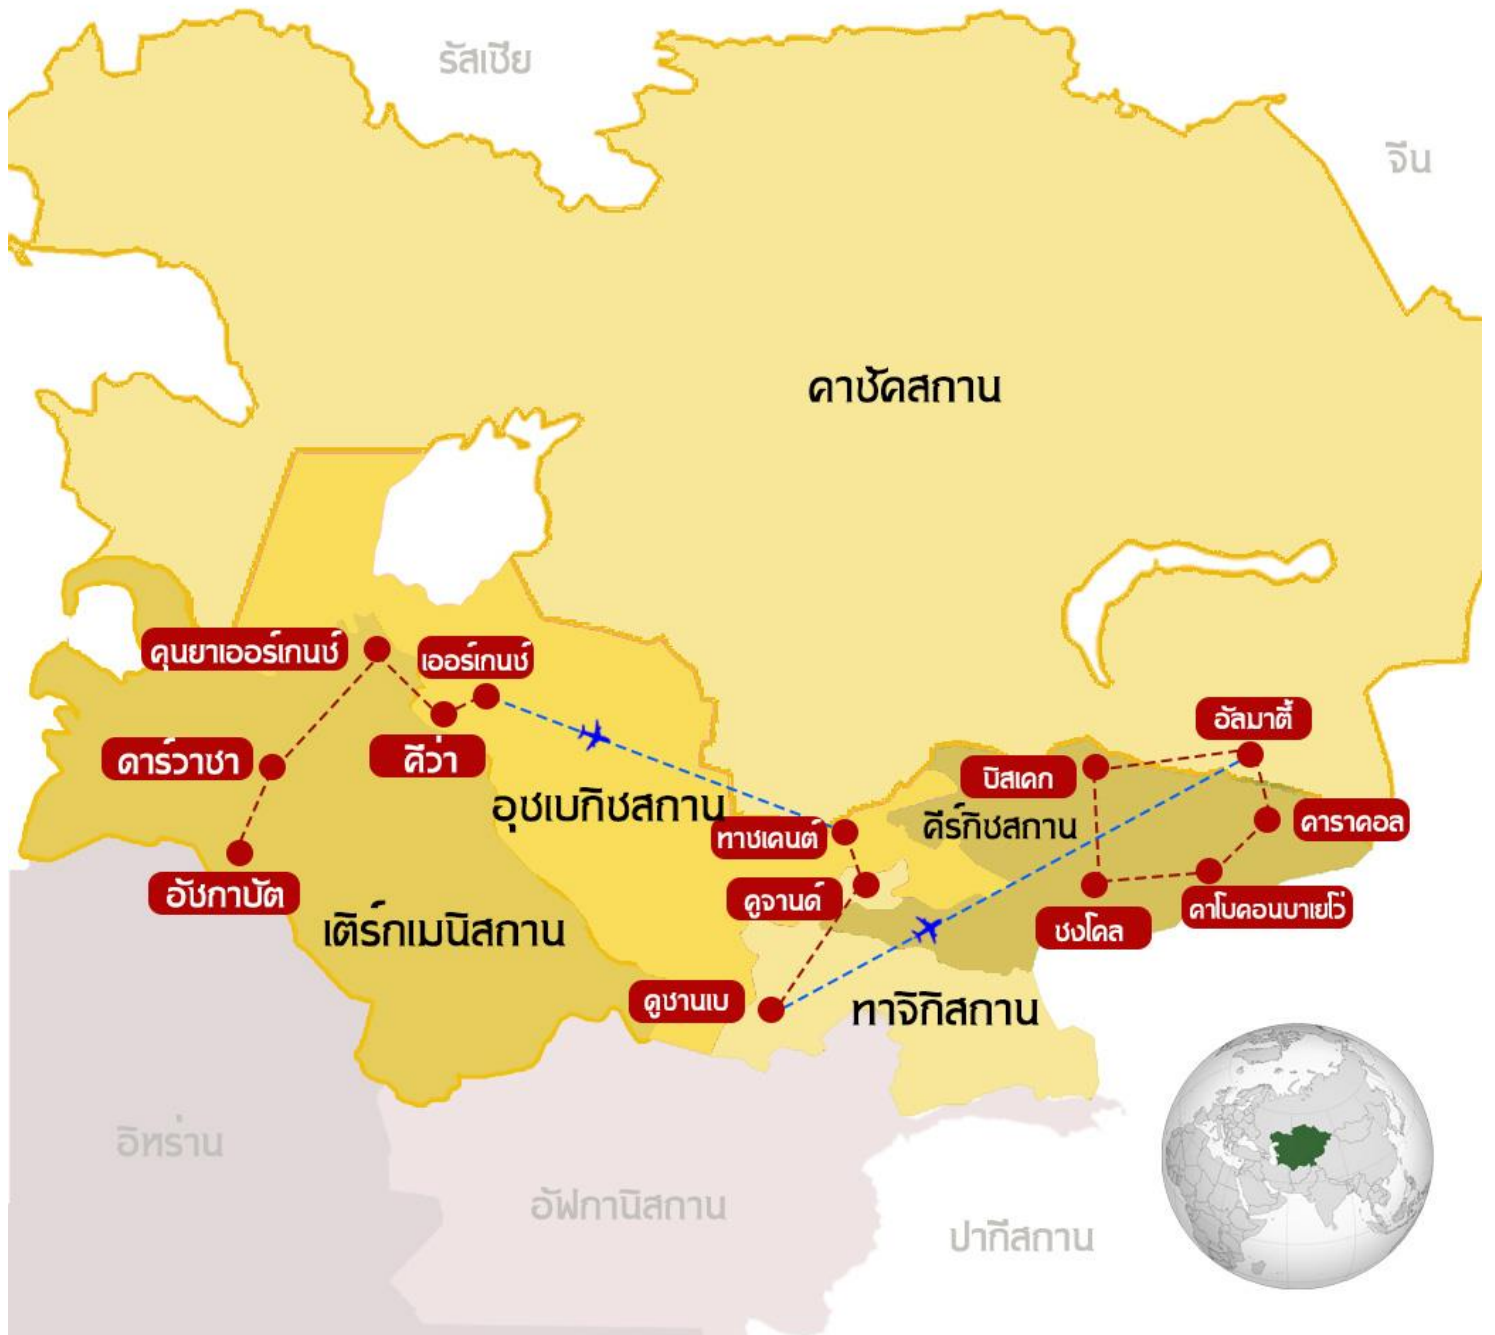 รัสเซีย
จีน
คาซัคสถาน
คุนยาเออร์เกนซ์
เออร์เกนซ์
คีว่า
ดาร์วาซา
อัชกาบัต
อุซเบกิซสถาน
เติร์กเมนิสถาน
ทาชเคนต์
คูจานด์
ดูชานเบ
ทาจิกิสถาน
คีร์กิซสถาน
บิสเคก
อัลมาตี้
คาราคอล
คาโบคอนบาเยโว่
ซงโคล
อิหร่าน
อัฟกานิสถาน
ปากีสถาน